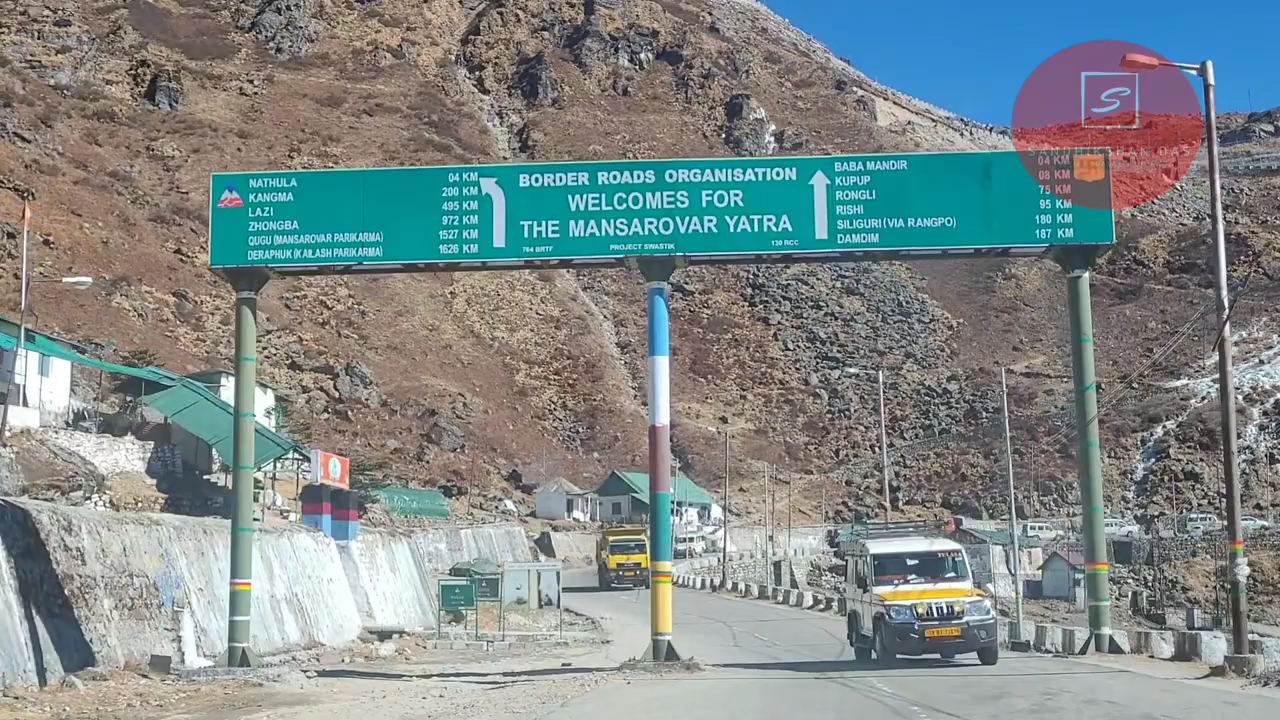 NATHULA 04 KM
KANGMA 200 KM
LAZI 495 KM
ZHONGBA 972 KM
QUGU (MANSAROVAR PARIKARMA) 1527 KM
DERAPHUK (KAILASH PARIKARMA) 1626 KM
BORDER ROADS ORGANISATION
WELCOMES FOR
THE MANSAROVAR YATRA
764 BRTF PROJECT SWASTIK 130 RCC
BABA MANDIR 04 KM
KUPUP 08 KM
RONGLI 75 KM
RISHI 95 KM
SILIGURI (VIA RANGPO) 180 KM
DAMDIM 187 KM
S
SANDHIKSHAN DAS